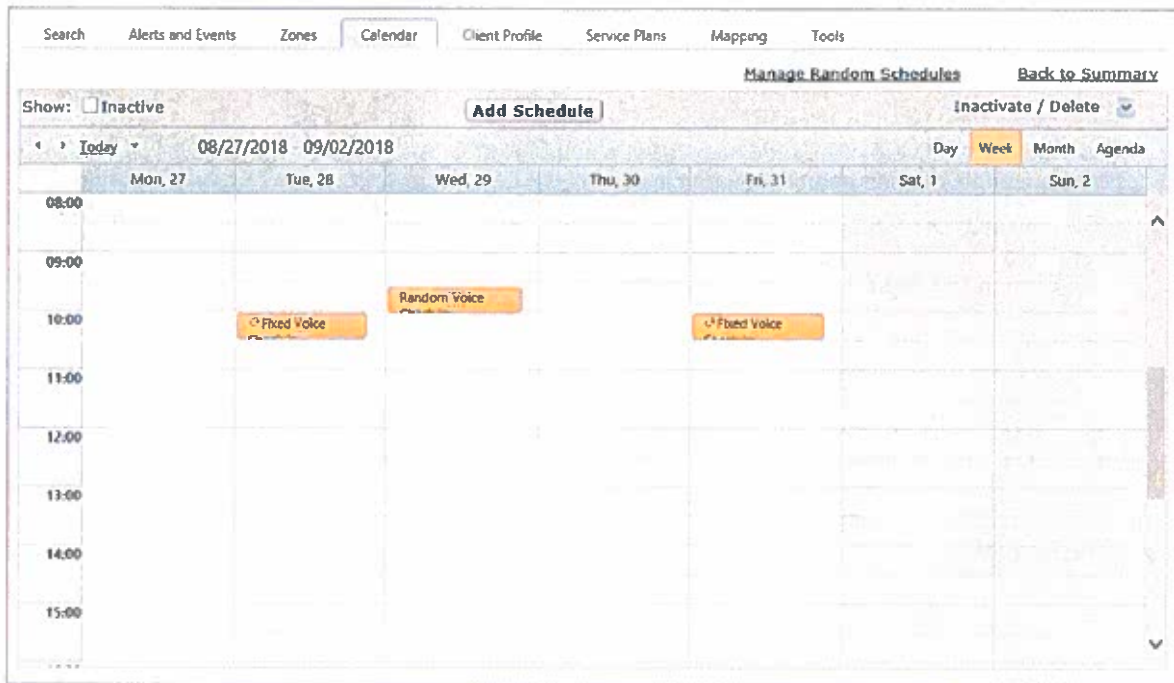 Search Alerts and Events Zones Calendar Client Profile Service Plans Mapping Tools
Manage Random Schedules Back to Summary
Show: Inactive Add Schedule Inactivate / Delete
Today 08/27/2018 09/02/2018 Day Week Month Agenda
Mon, 27 Tue, 28 Wed, 29 Thu, 30 Fri, 31 Sat, 1 Sun, 2
08:00
09:00
Random Voice
10:00 Fixed Voice Fixed Voice
11:00
12:00
13:00
14:00
15:00